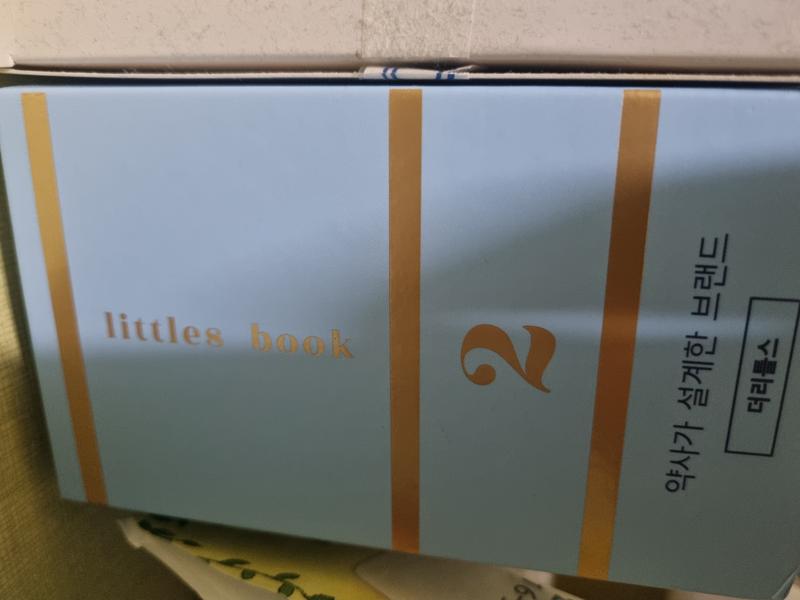 littles book
2
약사가 설계한 브랜드
더리틀스